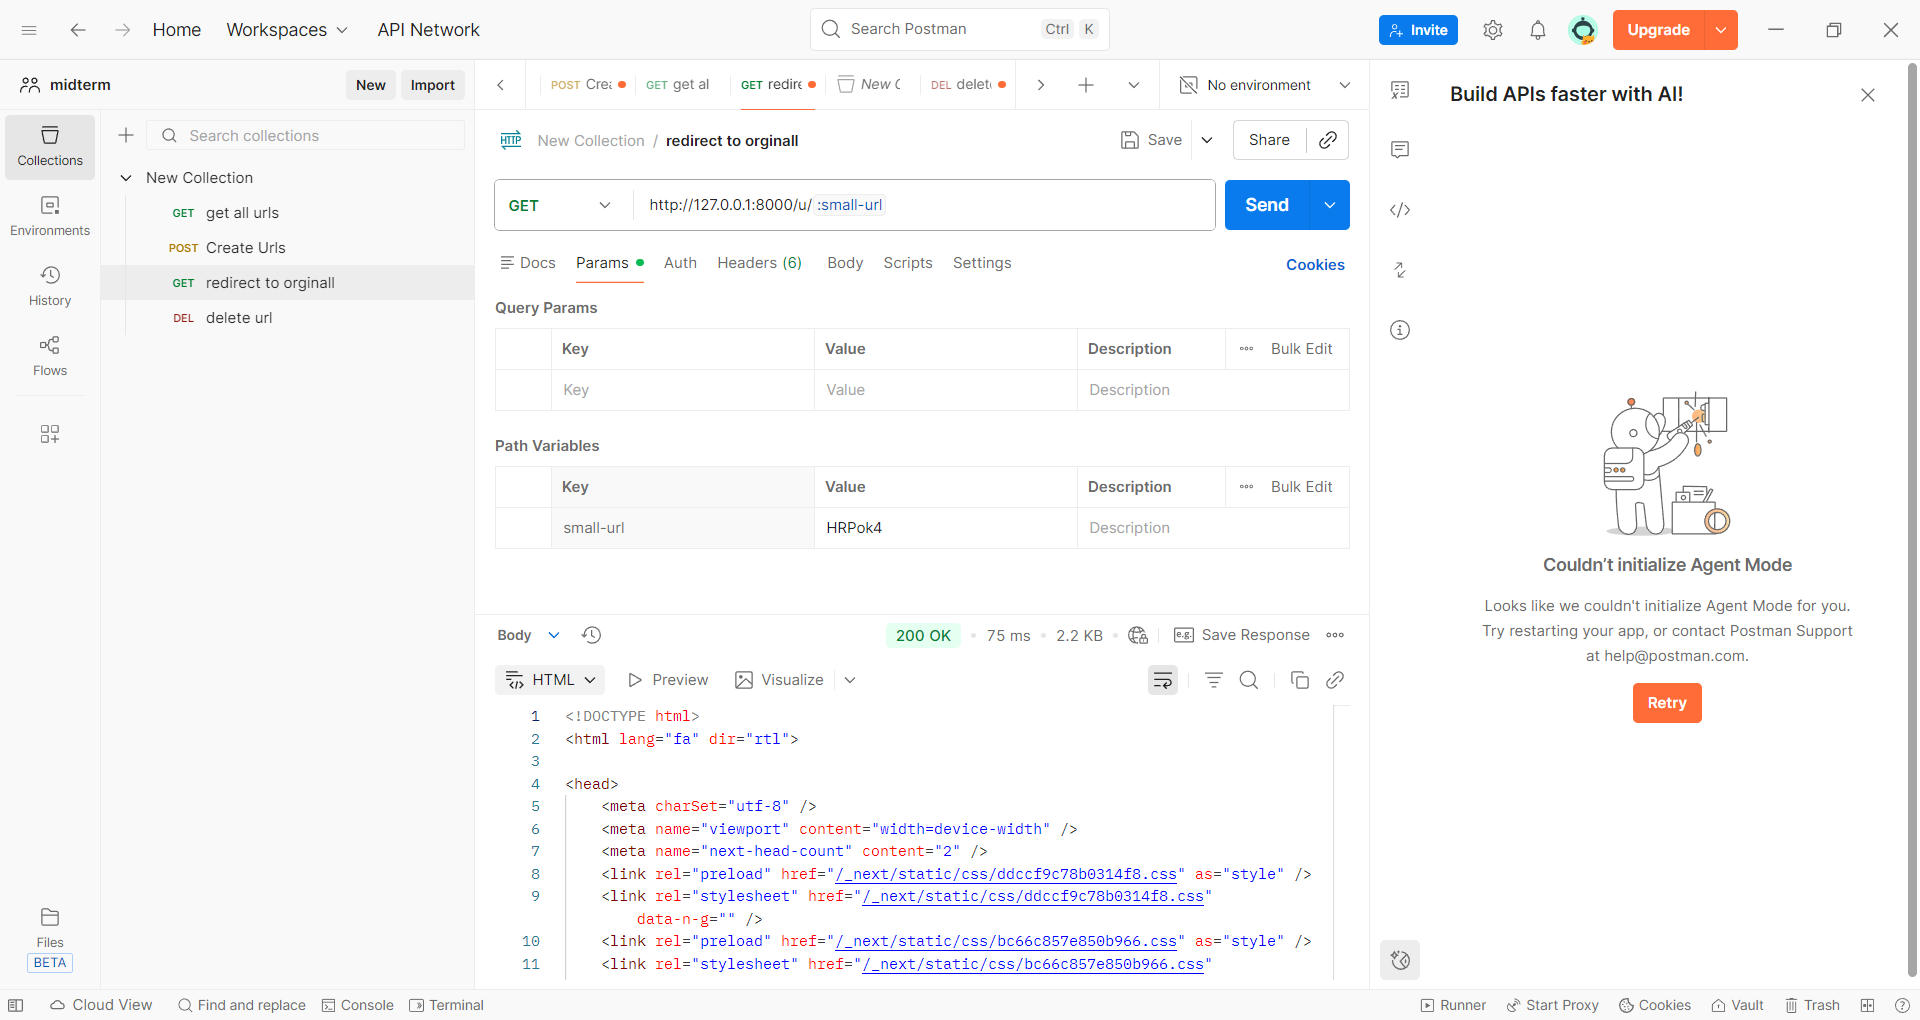 Home
Workspaces
API Network
Search Postman
Ctrl K
Invite
Upgrade
midterm
New
Import
POST Crea
GET get al
GET redire
New C
DEL delet
No environment
Build APIs faster with AI!
Collections
Environments
History
Flows
Files
BETA
Search collections
New Collection
GET get all urls
POST Create Urls
GET redirect to orginall
DEL delete url
HTTP New Collection / redirect to orginall
Save
Share
GET
http://127.0.0.1:8000/u/ :small-url
Send
Docs
Params
Auth
Headers (6)
Body
Scripts
Settings
Cookies
Query Params
Key Value Description Bulk Edit
Key Value Description
Path Variables
Key Value Description Bulk Edit
small-url HRPok4 Description
Body
200 OK
75 ms
2.2 KB
e.g. Save Response
HTML
Preview
Visualize
1 <!DOCTYPE html>
2 <html lang="fa" dir="rtl">
3
4 <head>
5 <meta charSet="utf-8" />
6 <meta name="viewport" content="width=device-width" />
7 <meta name="next-head-count" content="2" />
8 <link rel="preload" href="/_next/static/css/ddccf9c78b0314f8.css" as="style" />
9 <link rel="stylesheet" href="/_next/static/css/ddccf9c78b0314f8.css"
data-n-g="" />
10 <link rel="preload" href="/_next/static/css/bc66c857e850b966.css" as="style" />
11 <link rel="stylesheet" href="/_next/static/css/bc66c857e850b966.css"
Couldn’t initialize Agent Mode
Looks like we couldn't initialize Agent Mode for you.
Try restarting your app, or contact Postman Support
at help@postman.com.
Retry
Cloud View
Find and replace
Console
Terminal
Runner
Start Proxy
Cookies
Vault
Trash